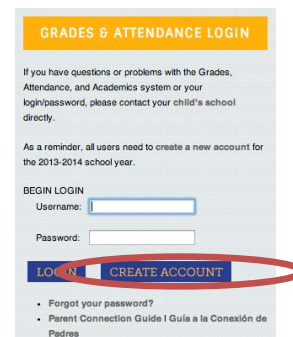 GRADES & ATTENDANCE LOGIN
If you have questions or problems with the Grades,
Attendance, and Academics system or your
login/password, please contact your child's school
directly.
As a reminder, all users need to create a new account for
the 2013-2014 school year.
BEGIN LOGIN
Username:
Password:
LOGIN CREATE ACCOUNT
• Forgot your password?
• Parent Connection Guide I Guía a la Conexión de
Padres